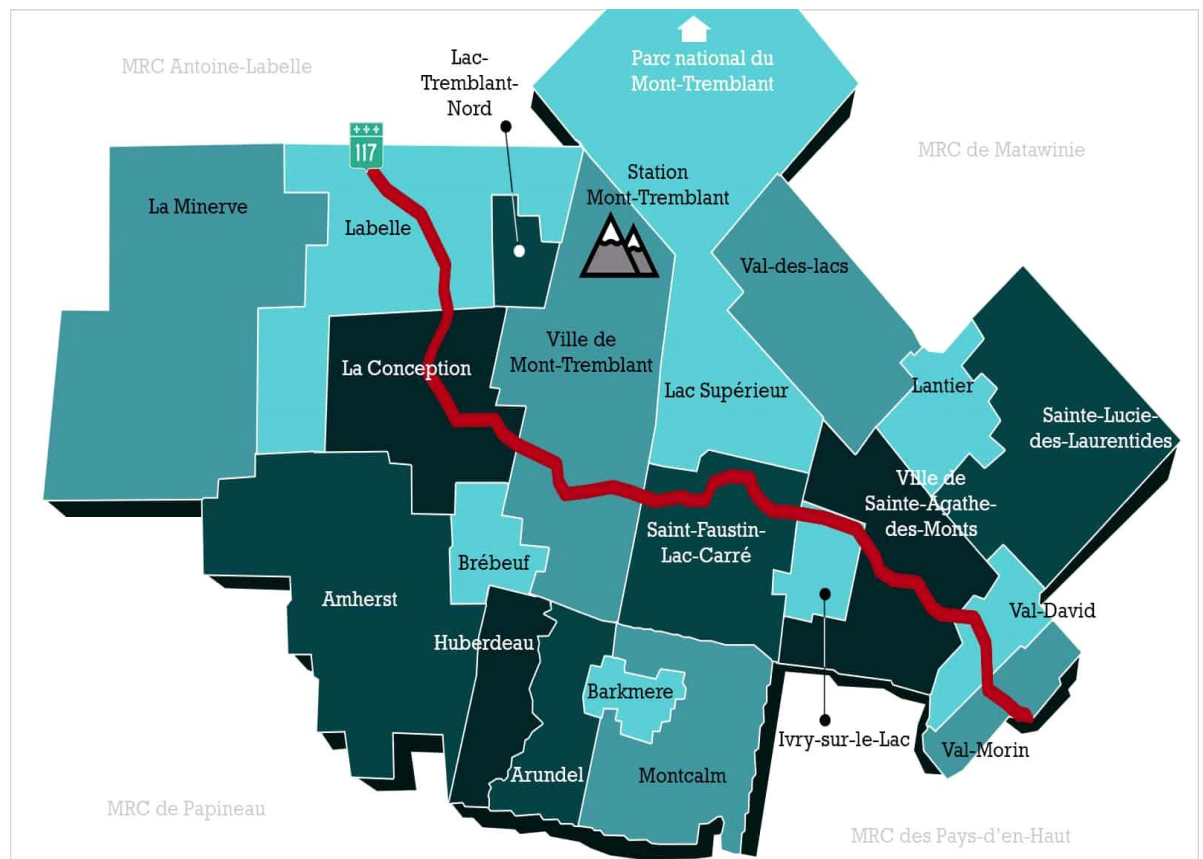 MRC Antoine-Labelle
Lac-
Tremblant-
Nord
Parc national du
Mont-Tremblant
MRC de Matawinie
117
La Minerve
Labelle
Station
Mont-Tremblant
Val-des-lacs
La Conception
Ville de
Mont-Tremblant
Lac Supérieur
Lantier
Sainte-Lucie-
des-Laurentides
Ville de
Sainte-Agathe-
des-Monts
Saint-Faustin-
Lac-Carré
Brébeuf
Amherst
Huberdeau
Val-David
Barkmere
Ivry-sur-le-Lac
Val-Morin
Arundel
Montcalm
MRC de Papineau
MRC des Pays-d'en-Haut